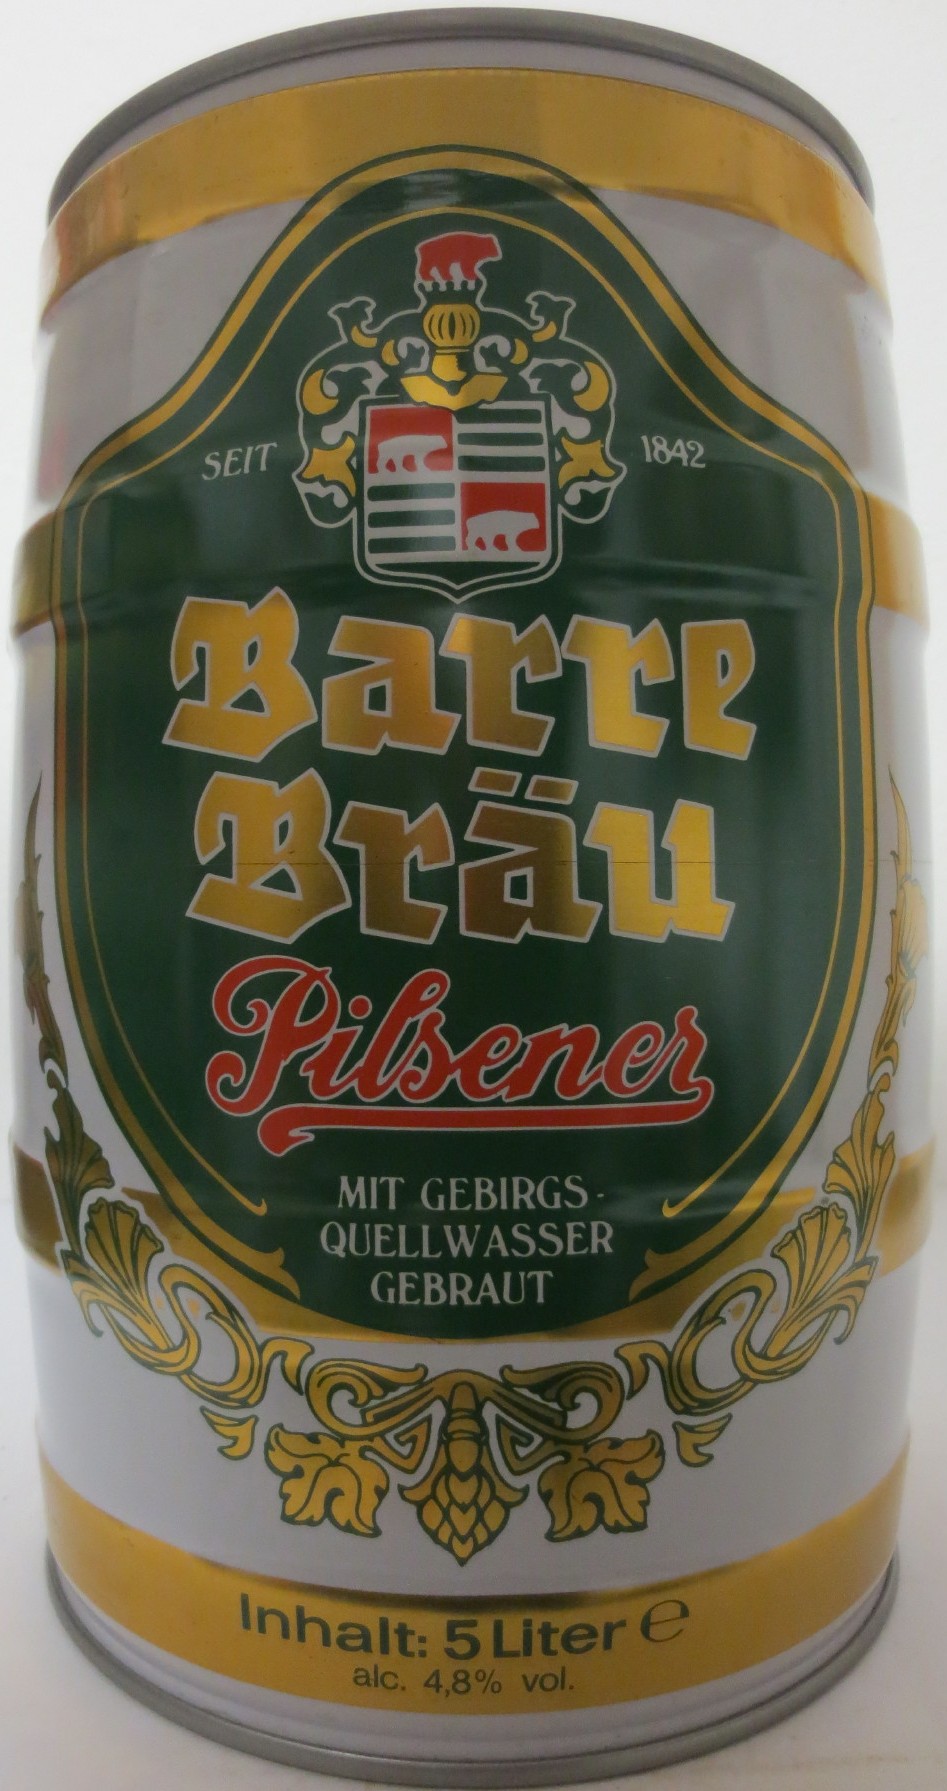 SEIT 1842
Barre
Bräu
Pilsener
MIT GEBIRGS-
QUELLWASSER
GEBRAUT
Inhalt: 5 Liter ℮
alc. 4,8% vol.